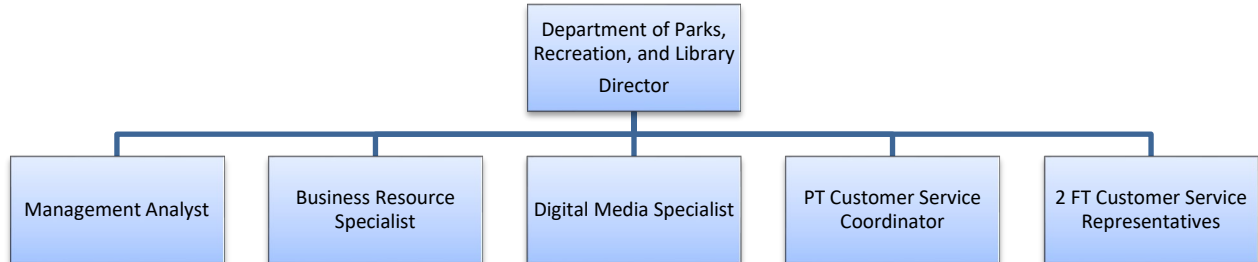 Department of Parks,
Recreation, and Library
Director
Management Analyst
Business Resource
Specialist
Digital Media Specialist
PT Customer Service
Coordinator
2 FT Customer Service
Representatives